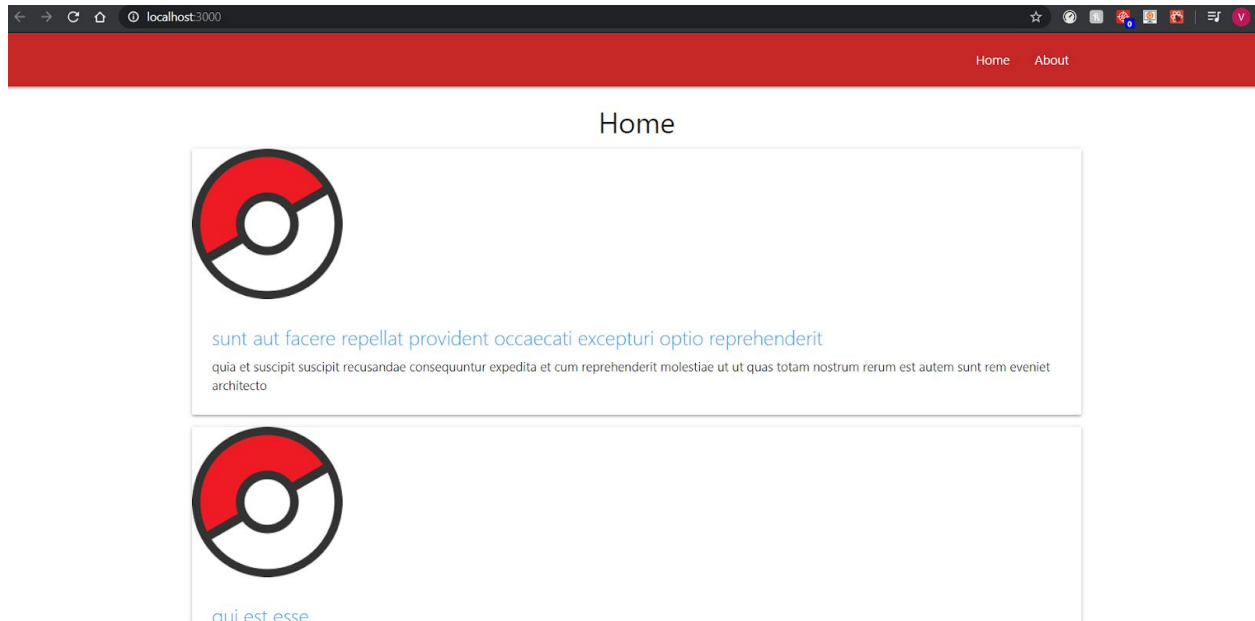 localhost:3000
0
V
Home About
Home
sunt aut facere repellat provident occaecati excepturi optio reprehenderit
quia et suscipit suscipit recusandae consequuntur expedita et cum reprehenderit molestiae ut ut quas totam nostrum rerum est autem sunt rem eveniet
architecto
qui est esse